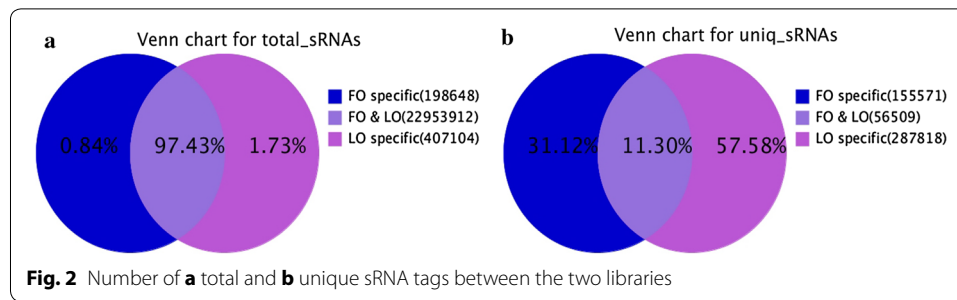 a
Venn chart for total_sRNAs
0.84% 97.43% 1.73%
FO specific(198648)
FO & LO(22953912)
LO specific(407104)
b
Venn chart for uniq_sRNAs
31.12% 11.30% 57.58%
FO specific(155571)
FO & LO(56509)
LO specific(287818)
Fig. 2 Number of a total and b unique sRNA tags between the two libraries